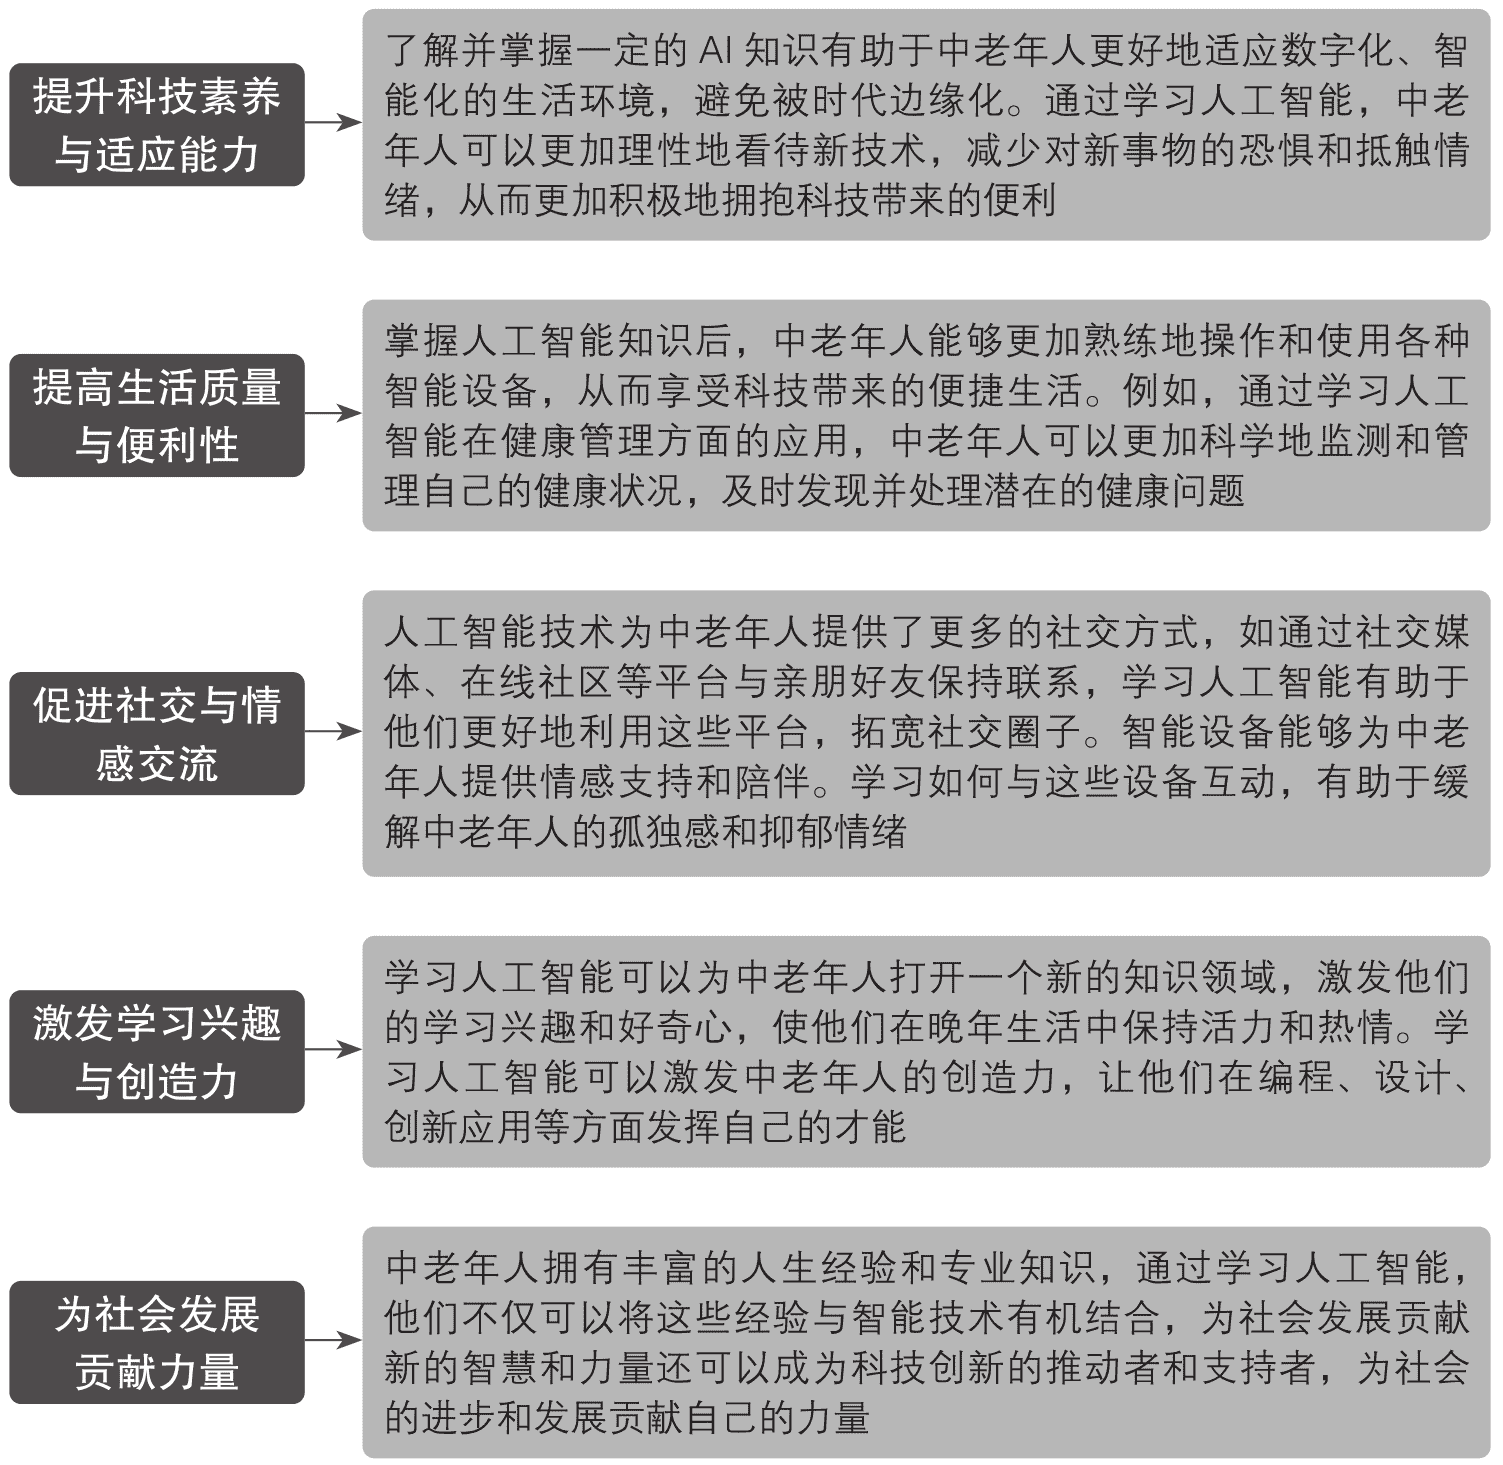 提升科技素养
与适应能力
了解并掌握一定的 AI 知识有助于中老年人更好地适应数字化、智
能化的生活环境，避免被时代边缘化。通过学习人工智能，中老
年人可以更加理性地看待新技术，减少对新事物的恐惧和抵触情
绪，从而更加积极地拥抱科技带来的便利
提高生活质量
与便利性
掌握人工智能知识后，中老年人能够更加熟练地操作和使用各种
智能设备，从而享受科技带来的便捷生活。例如，通过学习人工
智能在健康管理方面的应用，中老年人可以更加科学地监测和管
理自己的健康状况，及时发现并处理潜在的健康问题
促进社交与情
感交流
人工智能技术为中老年人提供了更多的社交方式，如通过社交媒
体、在线社区等平台与亲朋好友保持联系，学习人工智能有助于
他们更好地利用这些平台，拓宽社交圈子。智能设备能够为中老
年人提供情感支持和陪伴。学习如何与这些设备互动，有助于缓
解中老年人的孤独感和抑郁情绪
激发学习兴趣
与创造力
学习人工智能可以为中老年人打开一个新的知识领域，激发他们
的学习兴趣和好奇心，使他们在晚年生活中保持活力和热情。学
习人工智能可以激发中老年人的创造力，让他们在编程、设计、
创新应用等方面发挥自己的才能
为社会发展
贡献力量
中老年人拥有丰富的人生经验和专业知识，通过学习人工智能，
他们不仅可以将这些经验与智能技术有机结合，为社会发展贡献
新的智慧和力量还可以成为科技创新的推动者和支持者，为社会
的进步和发展贡献自己的力量